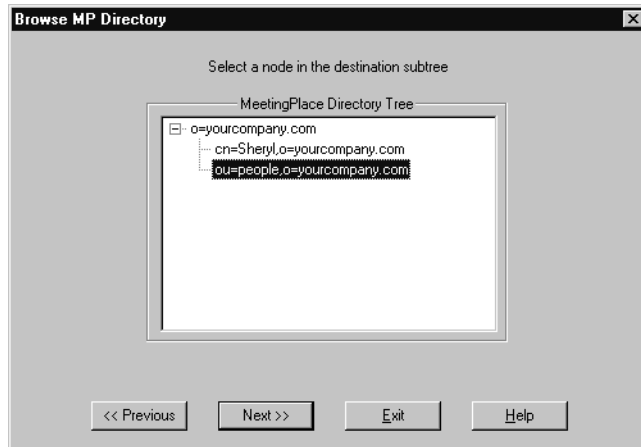 Browse MP Directory
Select a node in the destination subtree
MeetingPlace Directory Tree
o=yourcompany.com
cn=Sheryl,o=yourcompany.com
ou=people,o=yourcompany.com
<< Previous
Next >>
Exit
Help